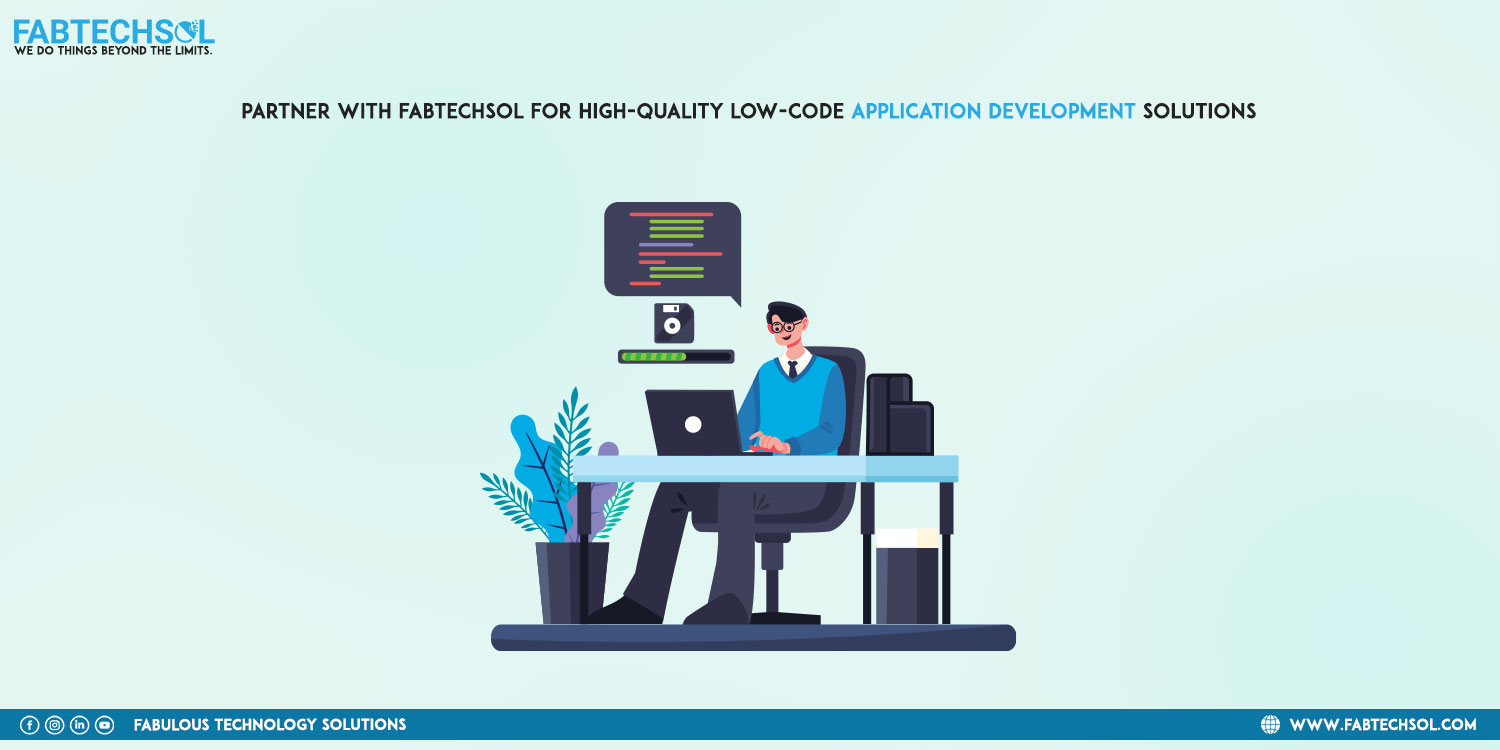 FABTECHSOL
WE DO THINGS BEYOND THE LIMITS.
PARTNER WITH FABTECHSOL FOR HIGH-QUALITY LOW-CODE APPLICATION DEVELOPMENT SOLUTIONS
FABULOUS TECHNOLOGY SOLUTIONS
WWW.FABTECHSOL.COM